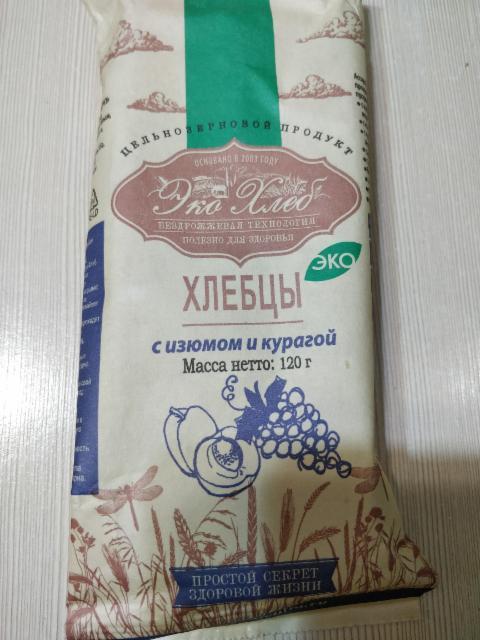 ЦЕЛЬНОЗЕРНОВОЙ ПРОДУКТ
ОСНОВАНО В 2003 ГОДУ
Эко Хлеб
БЕЗДРОЖЖЕВАЯ ТЕХНОЛОГИЯ
ПОЛЕЗНО ДЛЯ ЗДОРОВЬЯ
ЭКО
ХЛЕБЦЫ
с изюмом и курагой
Масса нетто: 120 г
ПРОСТОЙ СЕКРЕТ
ЗДОРОВОЙ ЖИЗНИ